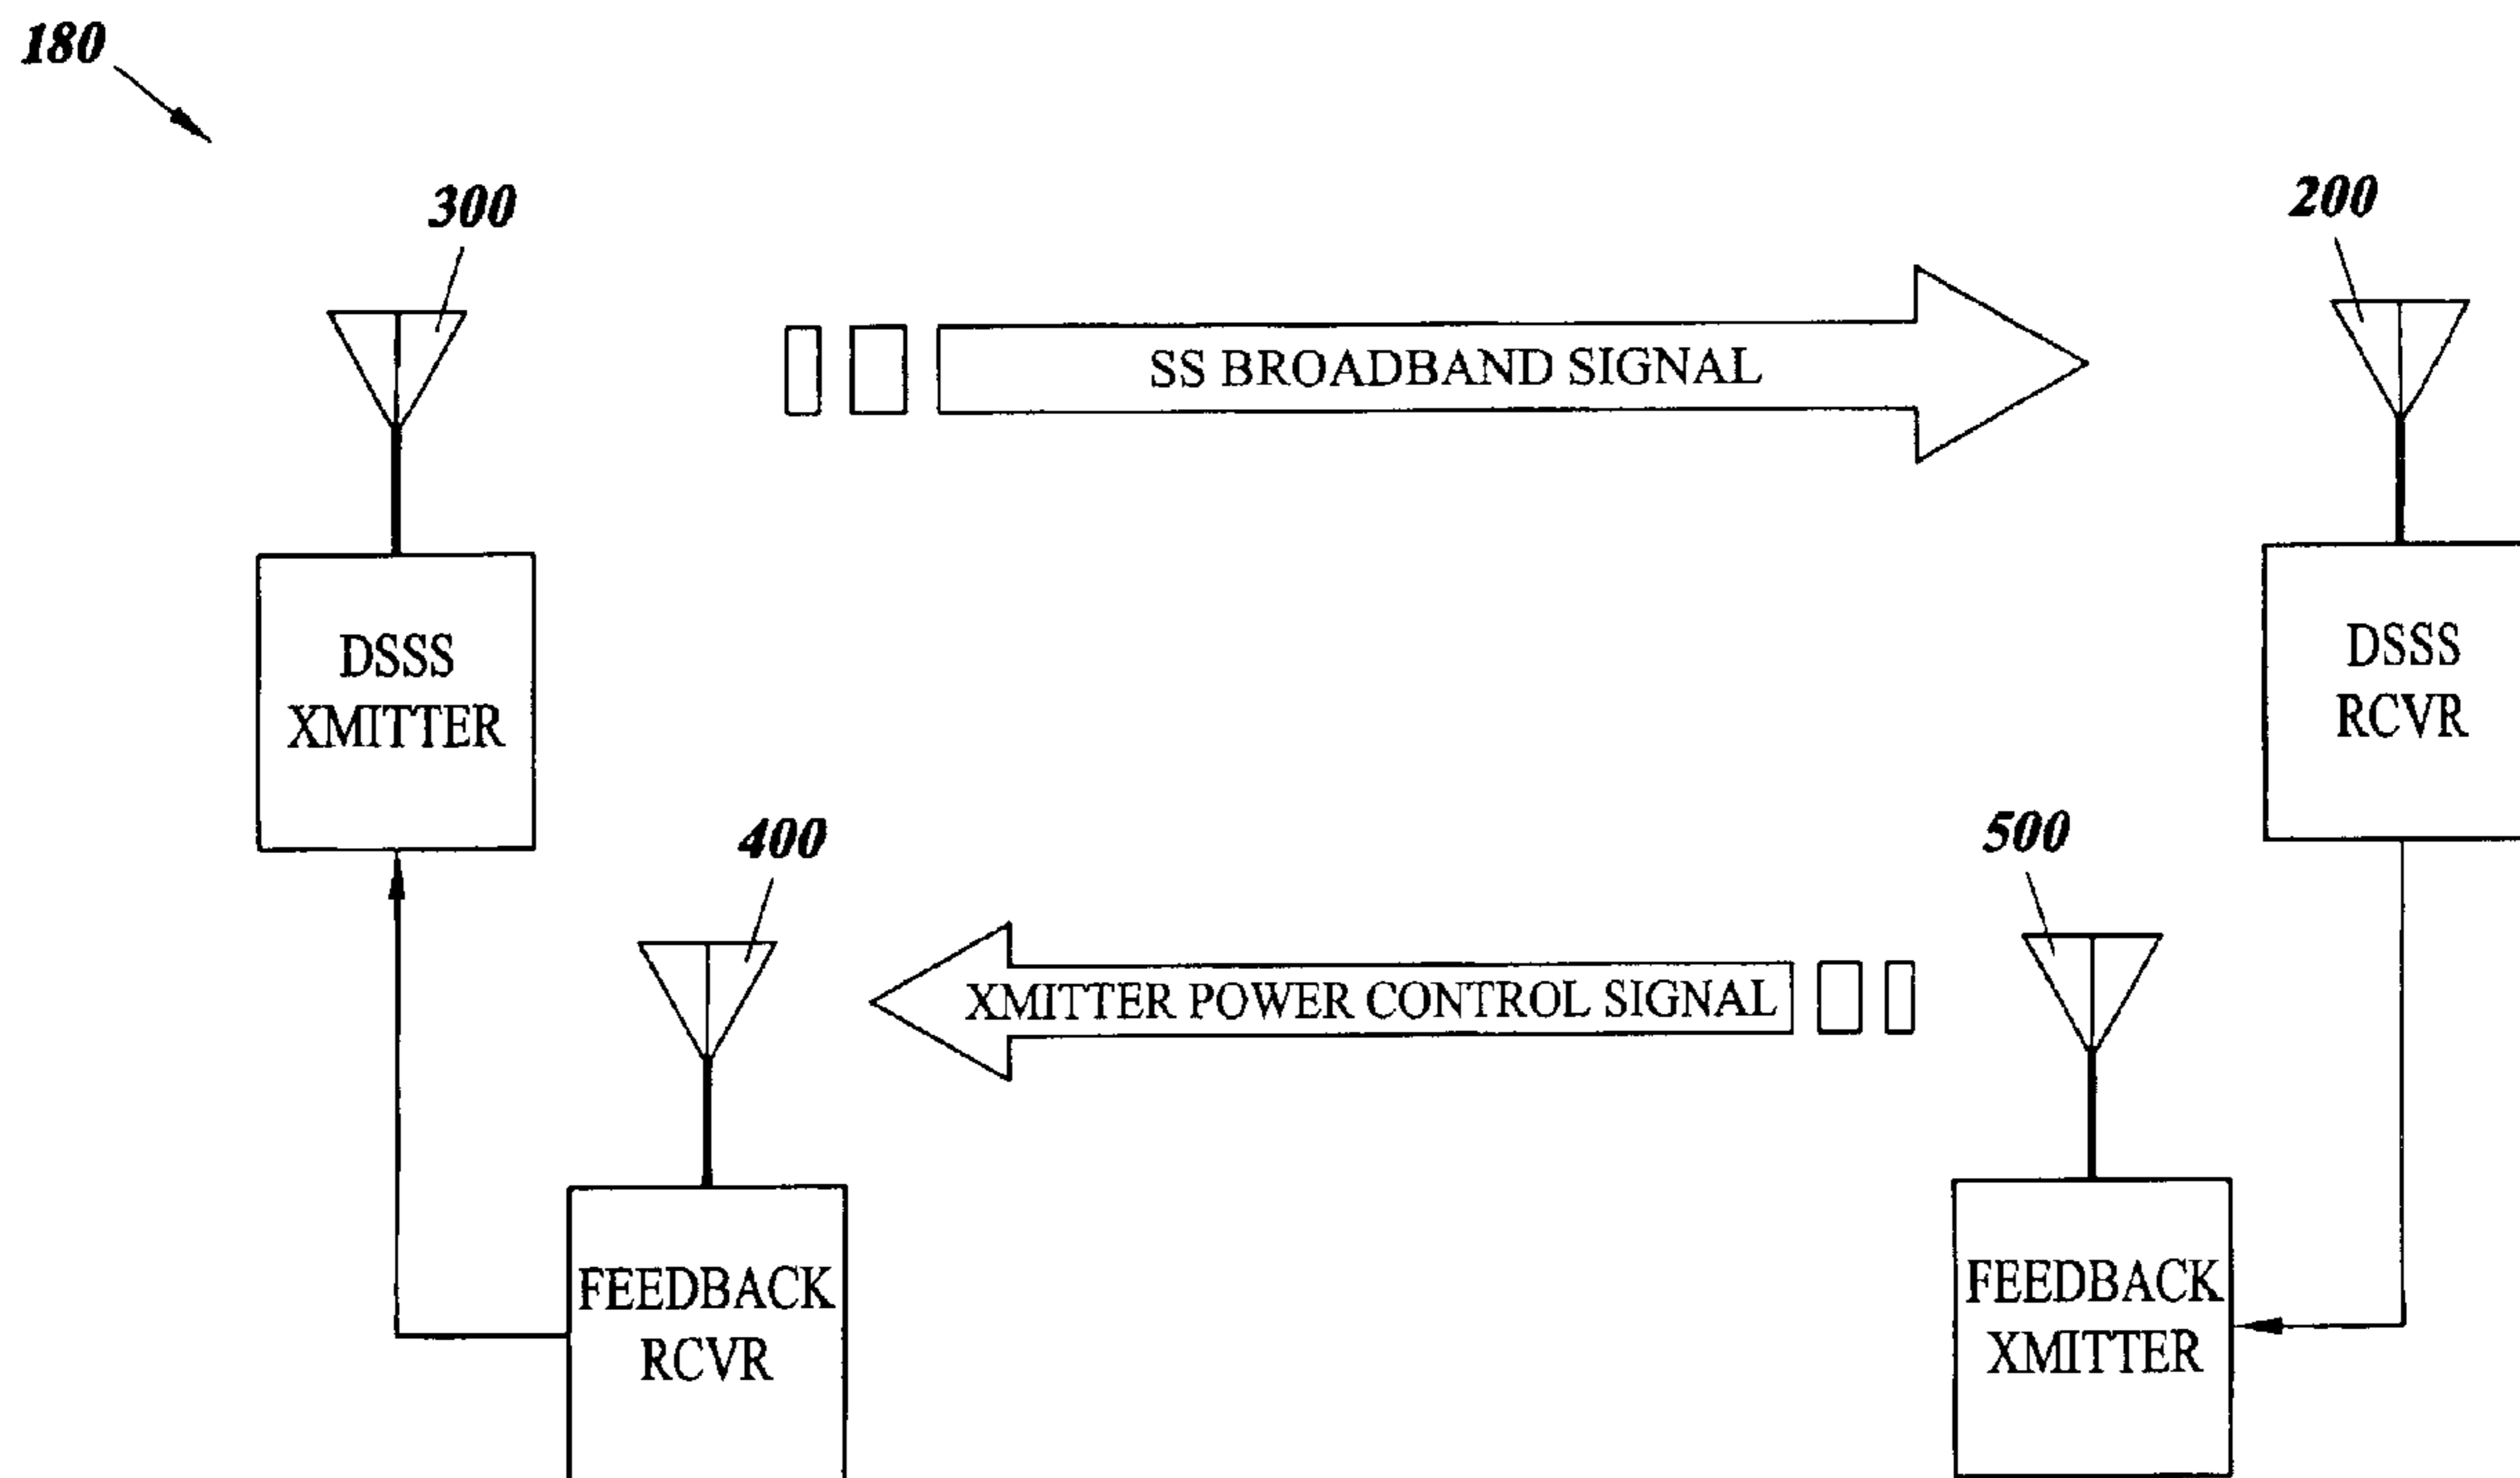 180
300
200
SS BROADBAND SIGNAL
DSSS
XMITTER
DSSS
RCVR
400
500
XMITTER POWER CONTROL SIGNAL
FEEDBACK
RCVR
FEEDBACK
XMITTER